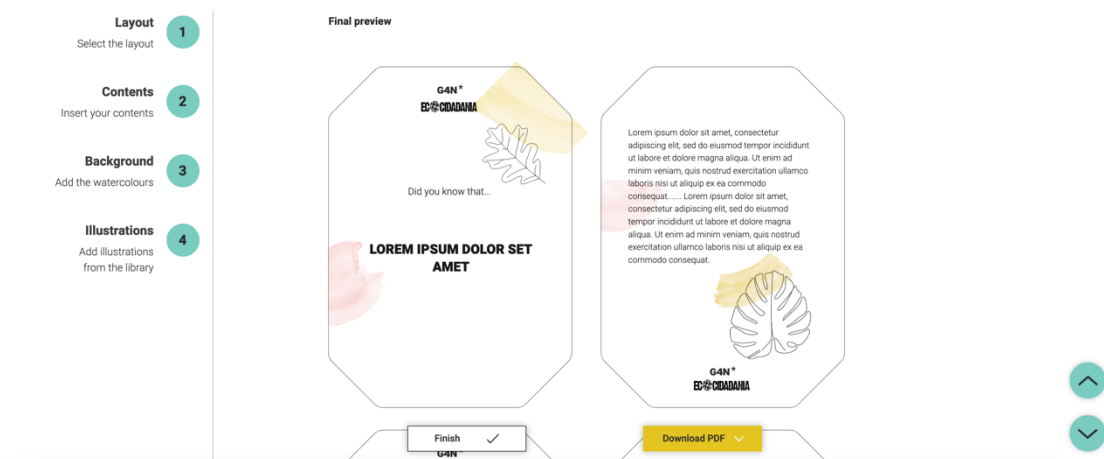 Layout
1
Select the layout
Contents
2
Insert your contents
Background
3
Add the watercolours
Illustrations
4
Add illustrations
from the library
Final preview
G4N*
ECOCIDADANIA
Did you know that...
LOREM IPSUM DOLOR SET
AMET
Lorem ipsum dolor sit amet, consectetur
adipiscing elit, sed do eiusmod tempor incididunt
ut labore et dolore magna aliqua. Ut enim ad
minim veniam, quis nostrud exercitation ullamco
laboris nisi ut aliquip ex ea commodo
consequat...... Lorem ipsum dolor sit amet,
consectetur adipiscing elit, sed do eiusmod
tempor incididunt ut labore et dolore magna
aliqua. Ut enim ad minim veniam, quis nostrud
exercitation ullamco laboris nisi ut aliquip ex ea
commodo consequat.
G4N*
ECOCIDADANIA
Finish
Download PDF
G4N